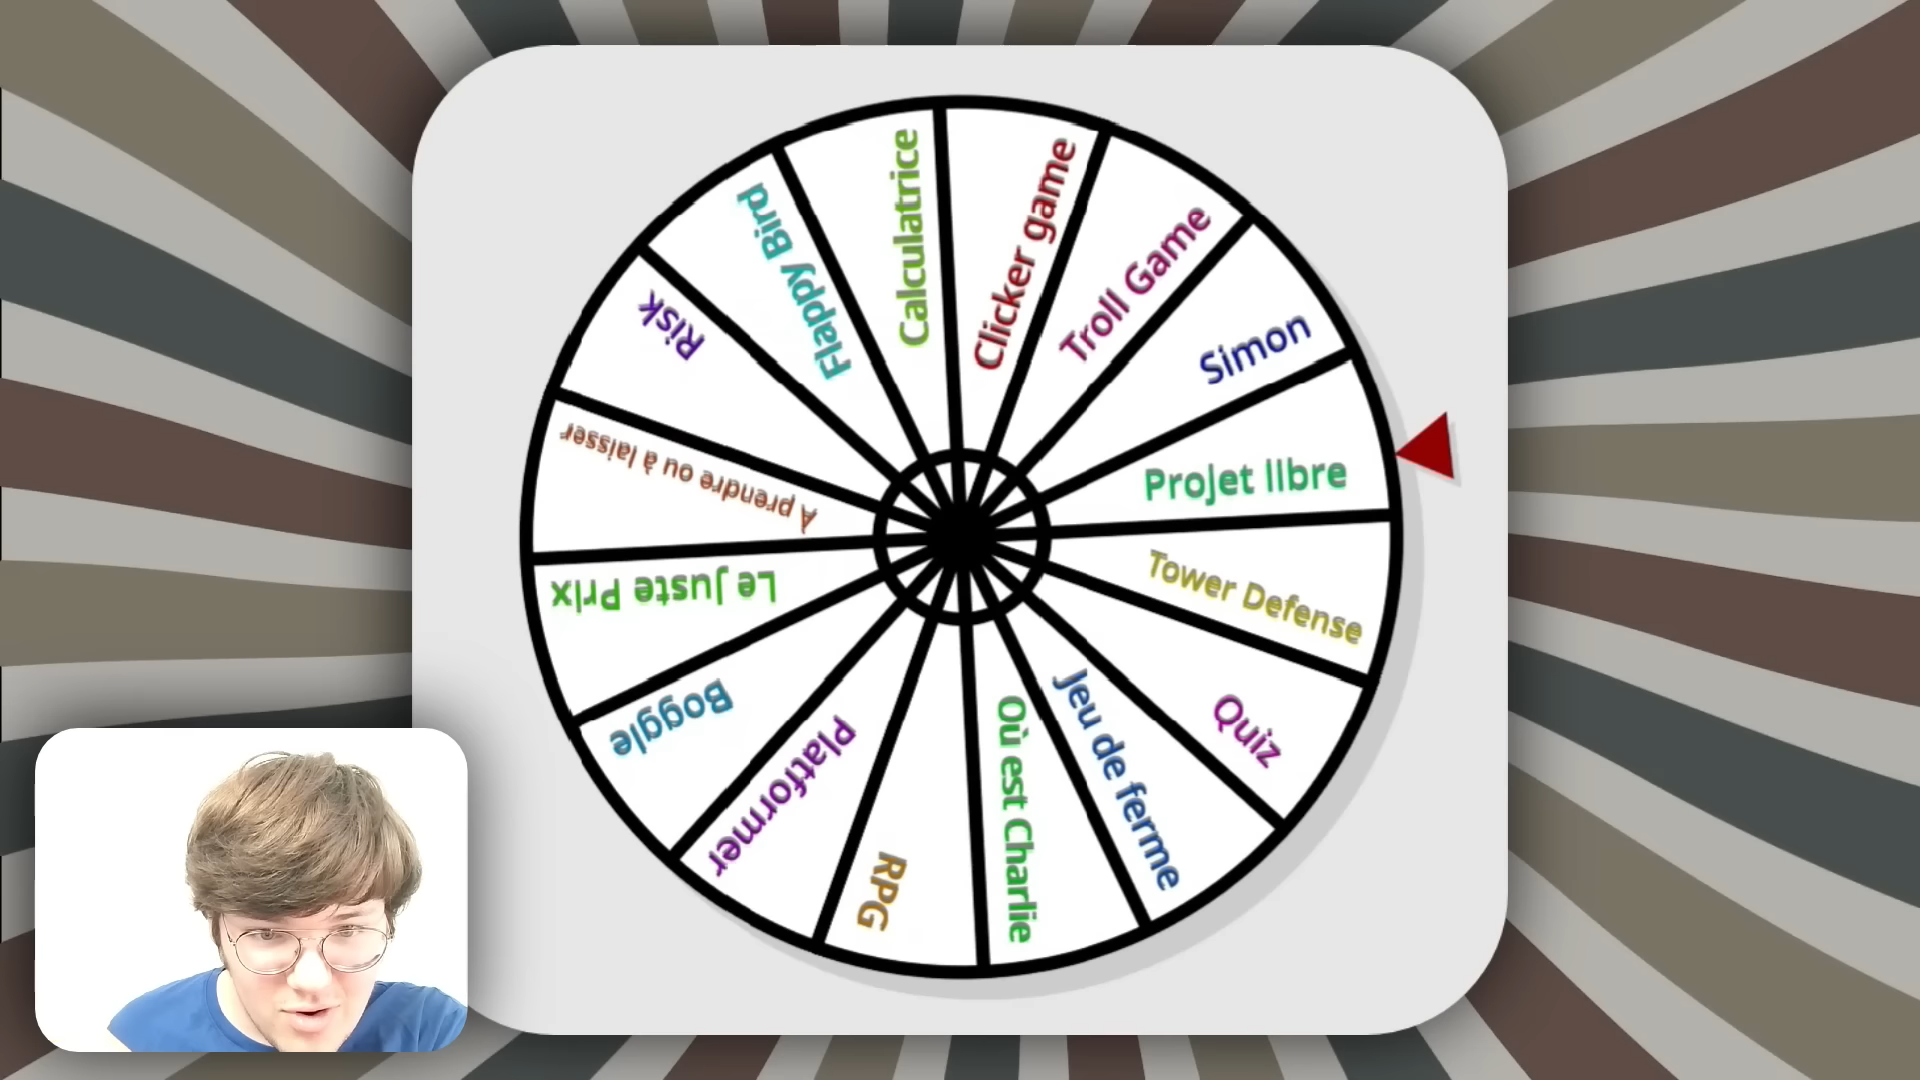 Calculatrice
Clicker game
Troll Game
Simon
Projet libre
Tower Defense
Quiz
Jeu de ferme
Où est Charlie
RPG
Platformer
Boggle
Le Juste Prix
À prendre ou à laisser
Risk
Flappy Bird